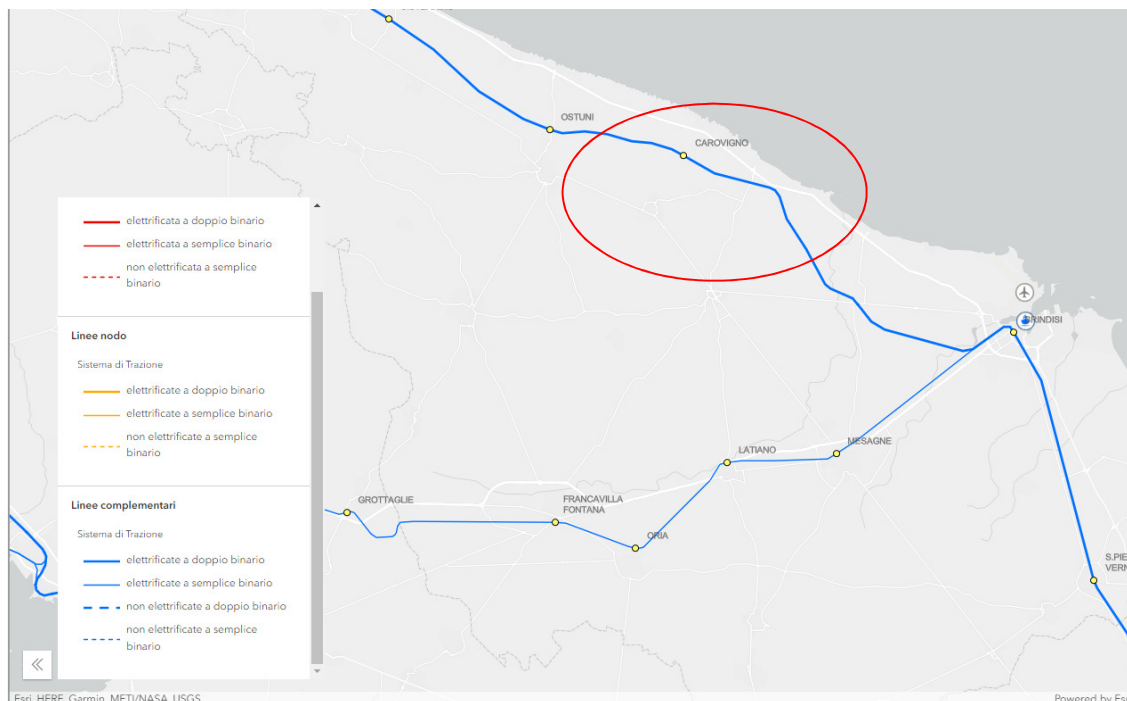 OSTUNI
CAROVIGNO
elettrificata a doppio binario
elettrificata a semplice binario
non elettrificata a semplice
binario
Linee nodo
Sistema di Trazione
elettrificate a doppio binario
elettrificate a semplice binario
non elettrificate a semplice
binario
Linee complementari
Sistema di Trazione
elettrificate a doppio binario
elettrificate a semplice binario
non elettrificate a doppio binario
non elettrificate a semplice
binario
BRINDISI
LATIANO
MESAGNE
GROTTAGLIE
FRANCAVILLA
FONTANA
ORIA
S.PIE
VERN
Esri, HERE, Garmin, METI/NASA, USGS
Powered by Esri